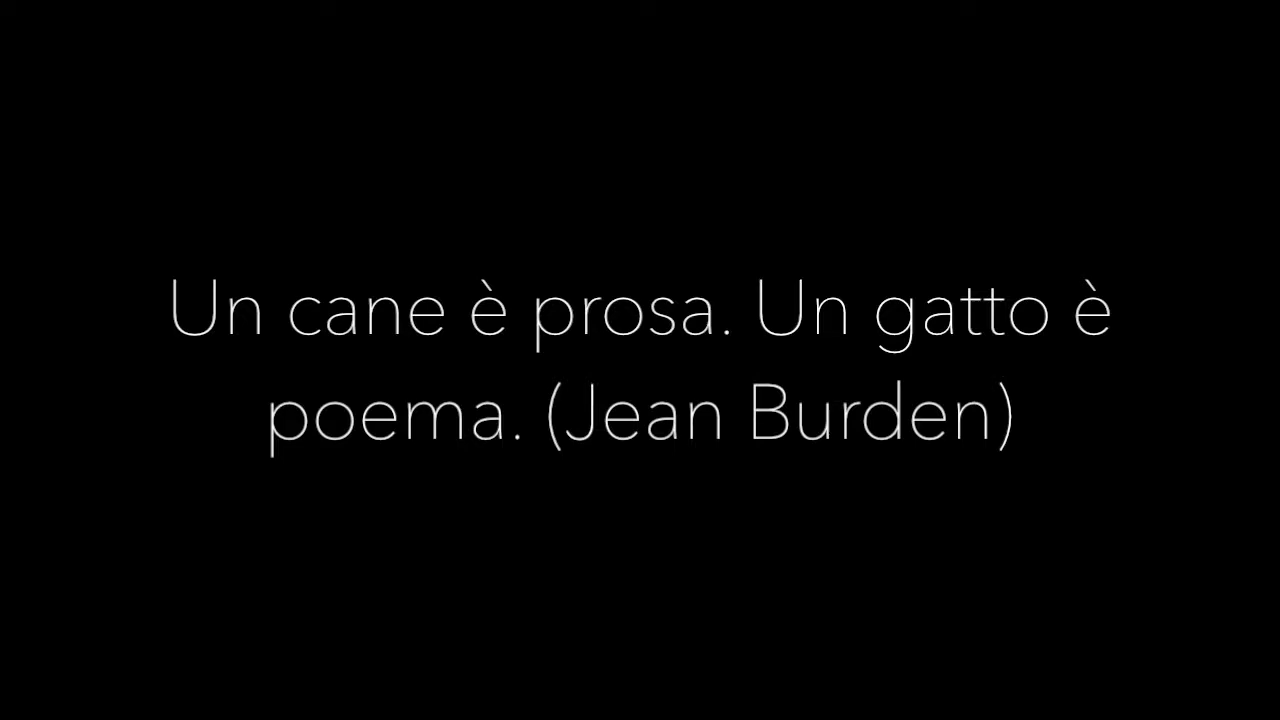 Un cane è prosa. Un gatto è
poema. (Jean Burden)